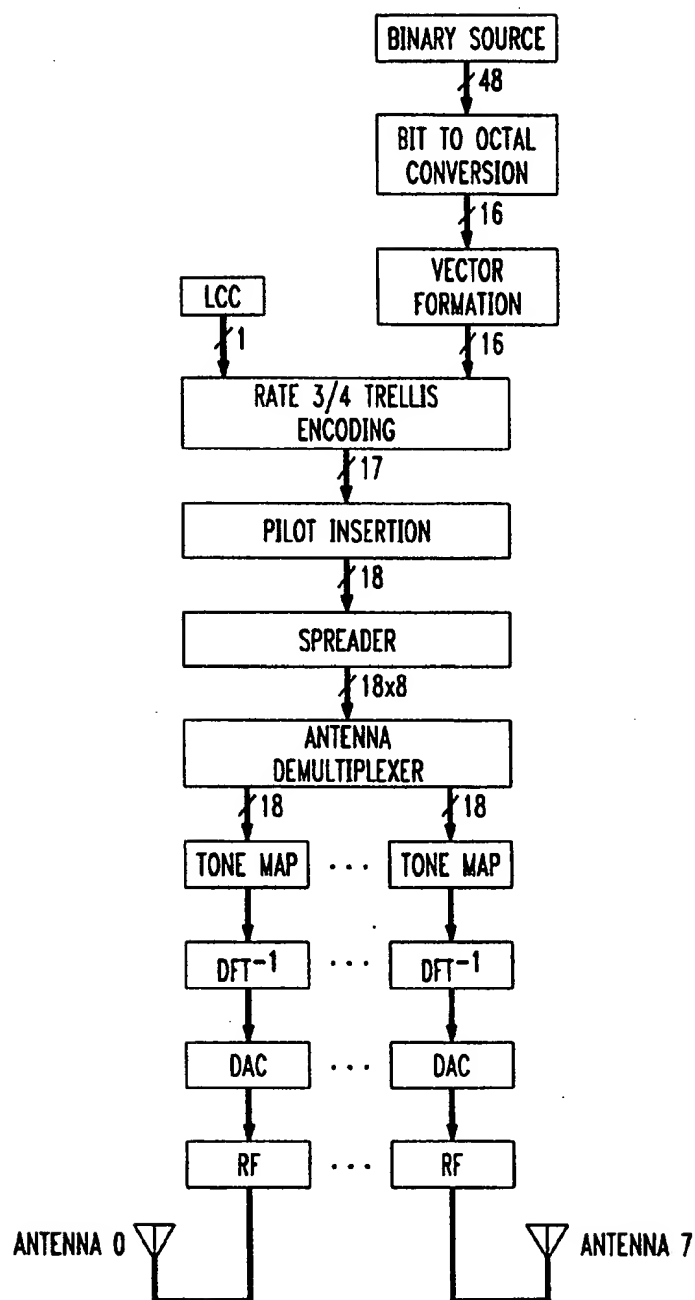 BINARY SOURCE
48
BIT TO OCTAL
CONVERSION
16
VECTOR
FORMATION
LCC
1
16
RATE 3/4 TRELLIS
ENCODING
17
PILOT INSERTION
18
SPREADER
18x8
ANTENNA
DEMULTIPLEXER
18 18
TONE MAP ... TONE MAP
DFT⁻¹ ... DFT⁻¹
DAC ... DAC
RF ... RF
ANTENNA 0 ANTENNA 7